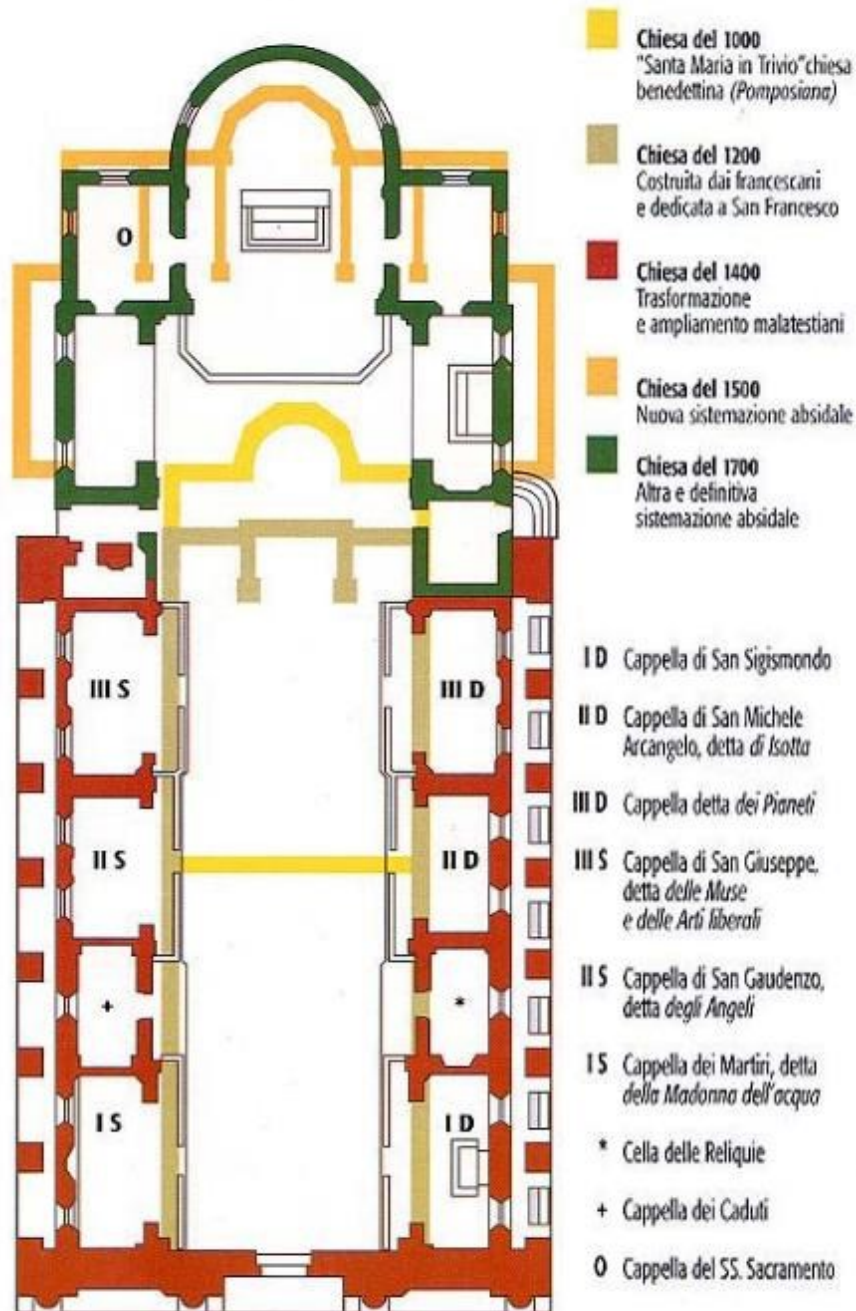 Chiesa del 1000
"Santa Maria in Trivio"chiesa
benedettina (Pomposiana)
Chiesa del 1200
Costruita dai francescani
e dedicata a San Francesco
Chiesa del 1400
Trasformazione
e ampliamento malatestiani
Chiesa del 1500
Nuova sistemazione absidale
Chiesa del 1700
Altra e definitiva
sistemazione absidale
I D Cappella di San Sigismondo
II D Cappella di San Michele
Arcangelo, detta di Isotta
III D Cappella detta dei Pianeti
III S Cappella di San Giuseppe,
detta delle Muse
e delle Arti liberali
II S Cappella di San Gaudenzo,
detta degli Angeli
I S Cappella dei Martiri, detta
della Madonna dell'acqua
* Cella delle Reliquie
+ Cappella dei Caduti
O Cappella del SS. Sacramento
O
III S
III D
II S
II D
+
*
I S
I D